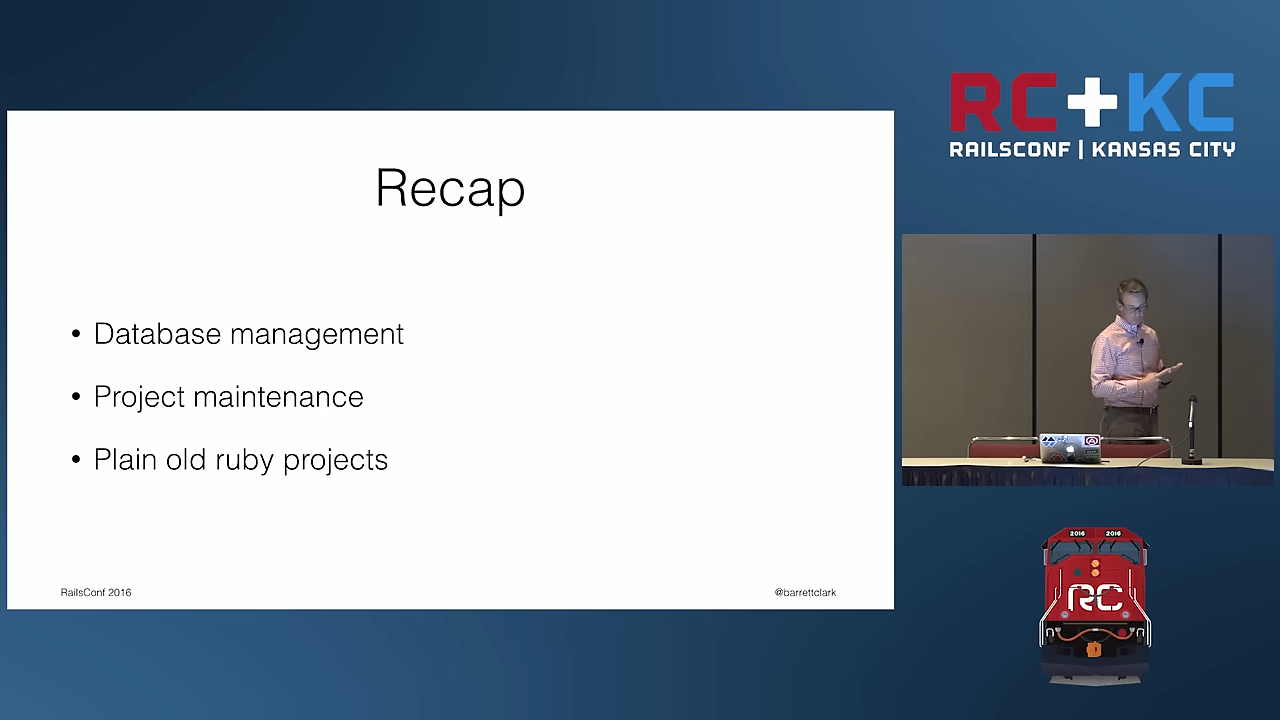 Recap
• Database management
• Project maintenance
• Plain old ruby projects
RailsConf 2016
@barrettclark
RC+KC
RAILSCONF | KANSAS CITY
2016 2016
RC